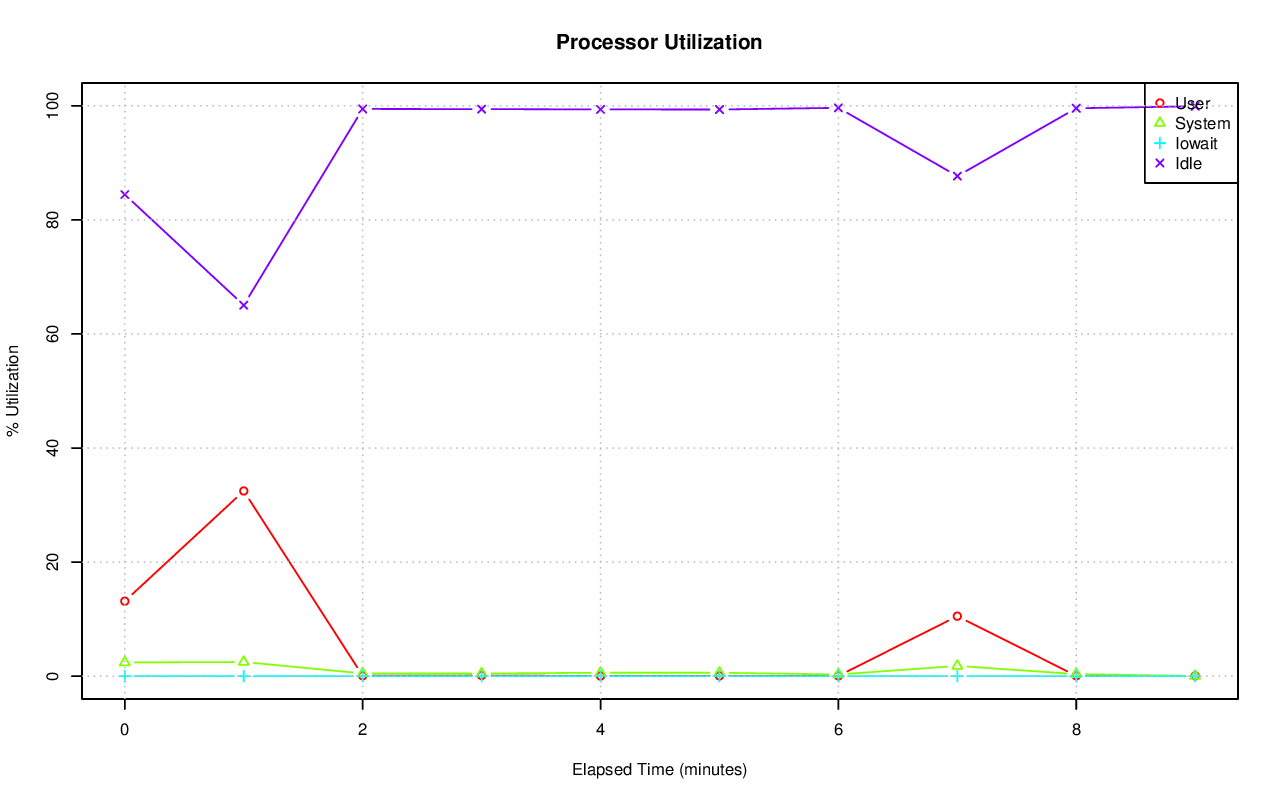 Processor Utilization
% Utilization
100
80
60
40
20
0
User
System
Iowait
Idle
0 2 4 6 8
Elapsed Time (minutes)